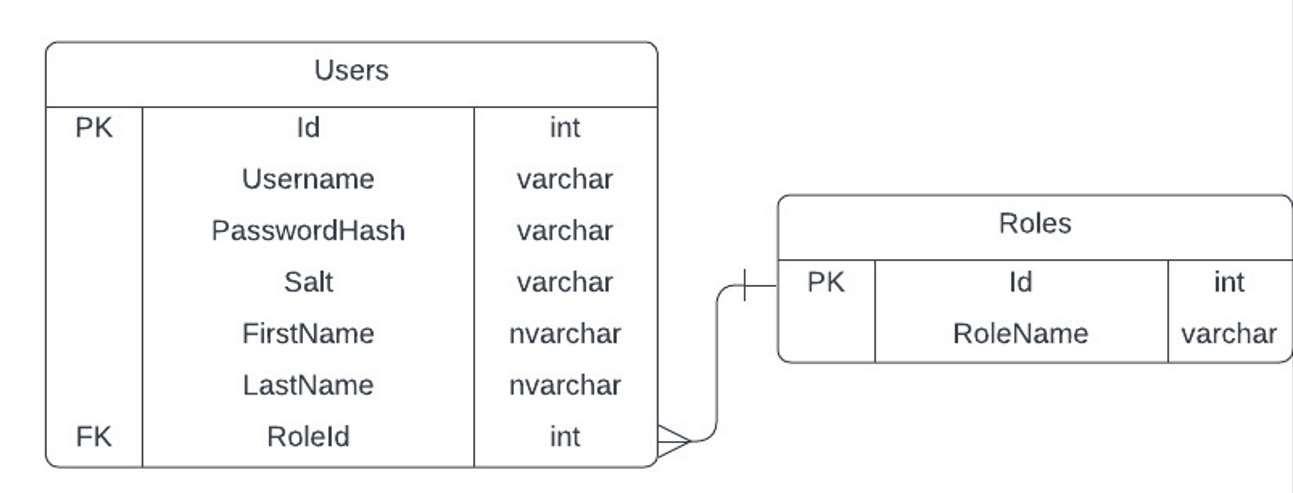 Users
PK Id int
Username varchar
PasswordHash varchar
Salt varchar
FirstName nvarchar
LastName nvarchar
FK RoleId int
Roles
PK Id int
RoleName varchar